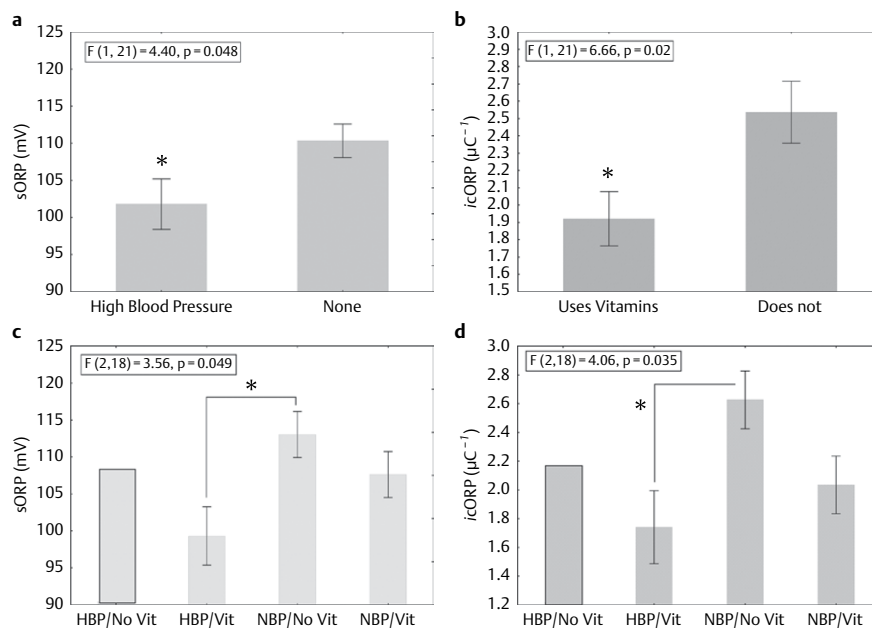 a
F (1, 21) = 4.40, p = 0.048
125
120
115
110
105
100
95
90
sORP (mV)
*
High Blood Pressure
None
b
F (1, 21) = 6.66, p = 0.02
3.0
2.9
2.8
2.7
2.6
2.5
2.4
2.3
2.2
2.1
2.0
1.9
1.8
1.7
1.6
1.5
icORP (µC⁻¹)
*
Uses Vitamins
Does not
c
F (2,18) = 3.56, p = 0.049
125
120
115
110
105
100
95
90
sORP (mV)
*
HBP/No Vit
HBP/Vit
NBP/No Vit
NBP/Vit
d
F (2,18) = 4.06, p = 0.035
3.0
2.8
2.6
2.4
2.2
2.0
1.8
1.6
1.4
1.2
icORP (µC⁻¹)
*
HBP/No Vit
HBP/Vit
NBP/No Vit
NBP/Vit